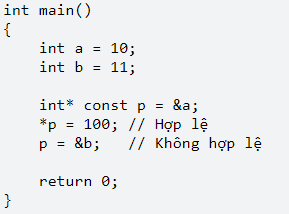 int main()
{
    int a = 10;
    int b = 11;

    int* const p = &a;
    *p = 100; // Hợp lệ
    p = &b;   // Không hợp lệ

    return 0;
}